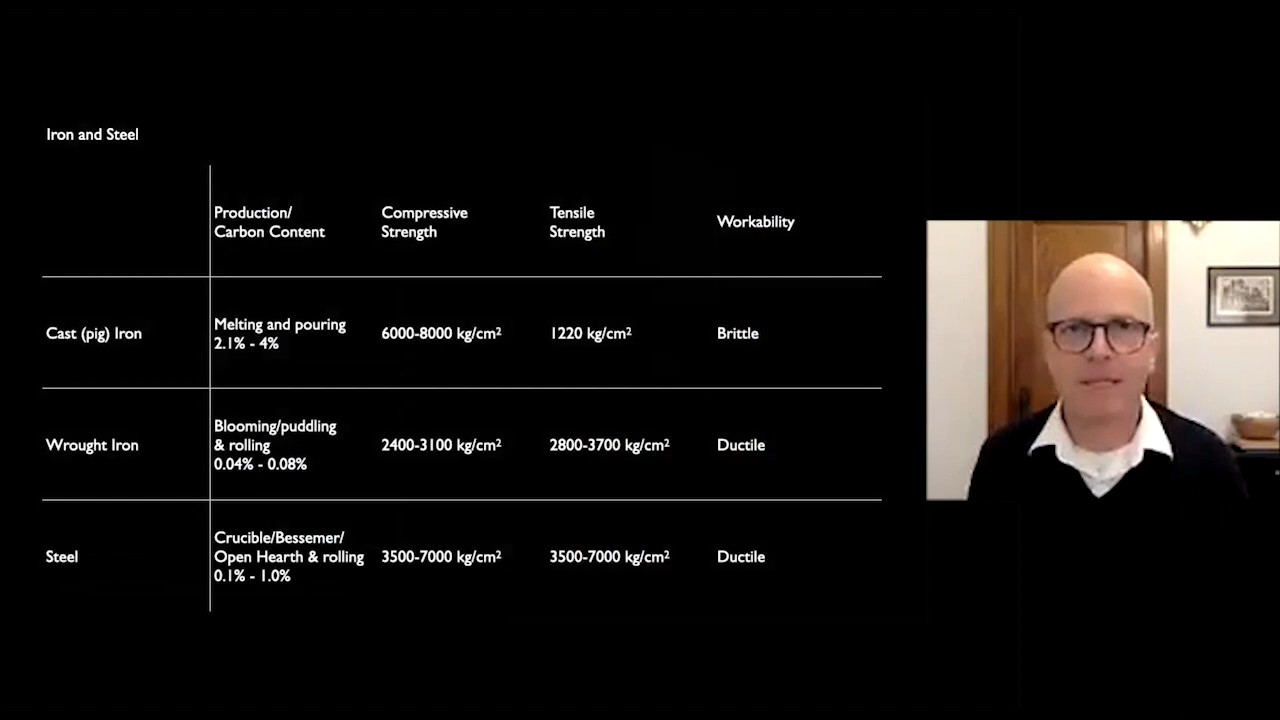 Iron and Steel
Production/
Carbon Content
Compressive
Strength
Tensile
Strength
Workability
Cast (pig) Iron
Melting and pouring
2.1% - 4%
6000-8000 kg/cm²
1220 kg/cm²
Brittle
Wrought Iron
Blooming/puddling
& rolling
0.04% - 0.08%
2400-3100 kg/cm²
2800-3700 kg/cm²
Ductile
Steel
Crucible/Bessemer/
Open Hearth & rolling
0.1% - 1.0%
3500-7000 kg/cm²
3500-7000 kg/cm²
Ductile